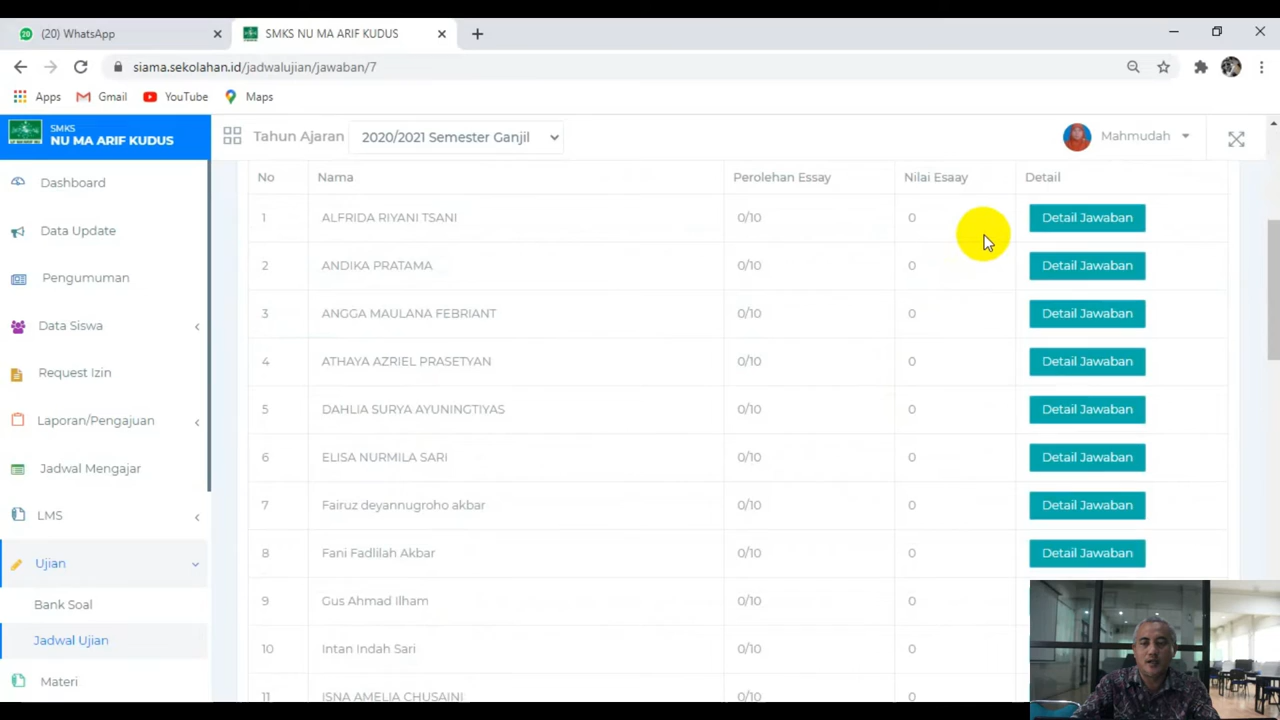 (20) WhatsApp
SMKS NU MA ARIF KUDUS
siama.sekolahan.id/jadwalujian/jawaban/7
Apps Gmail YouTube Maps
SMKS
NU MA ARIF KUDUS
Tahun Ajaran 2020/2021 Semester Ganjil
Mahmudah
Dashboard
Data Update
Pengumuman
Data Siswa
Request Izin
Laporan/Pengajuan
Jadwal Mengajar
LMS
Ujian
Bank Soal
Jadwal Ujian
Materi
No Nama Perolehan Essay Nilai Esaay Detail
1 ALFRIDA RIYANI TSANI 0/10 0 Detail Jawaban
2 ANDIKA PRATAMA 0/10 0 Detail Jawaban
3 ANGGA MAULANA FEBRIANT 0/10 0 Detail Jawaban
4 ATHAYA AZRIEL PRASETYAN 0/10 0 Detail Jawaban
5 DAHLIA SURYA AYUNINGTIYAS 0/10 0 Detail Jawaban
6 ELISA NURMILA SARI 0/10 0 Detail Jawaban
7 Fairuz deyannugroho akbar 0/10 0 Detail Jawaban
8 Fani Fadlilah Akbar 0/10 0 Detail Jawaban
9 Gus Ahmad Ilham 0/10 0
10 Intan Indah Sari 0/10 0
11 ISNA AMELIA CHUSAINI 0/10 0